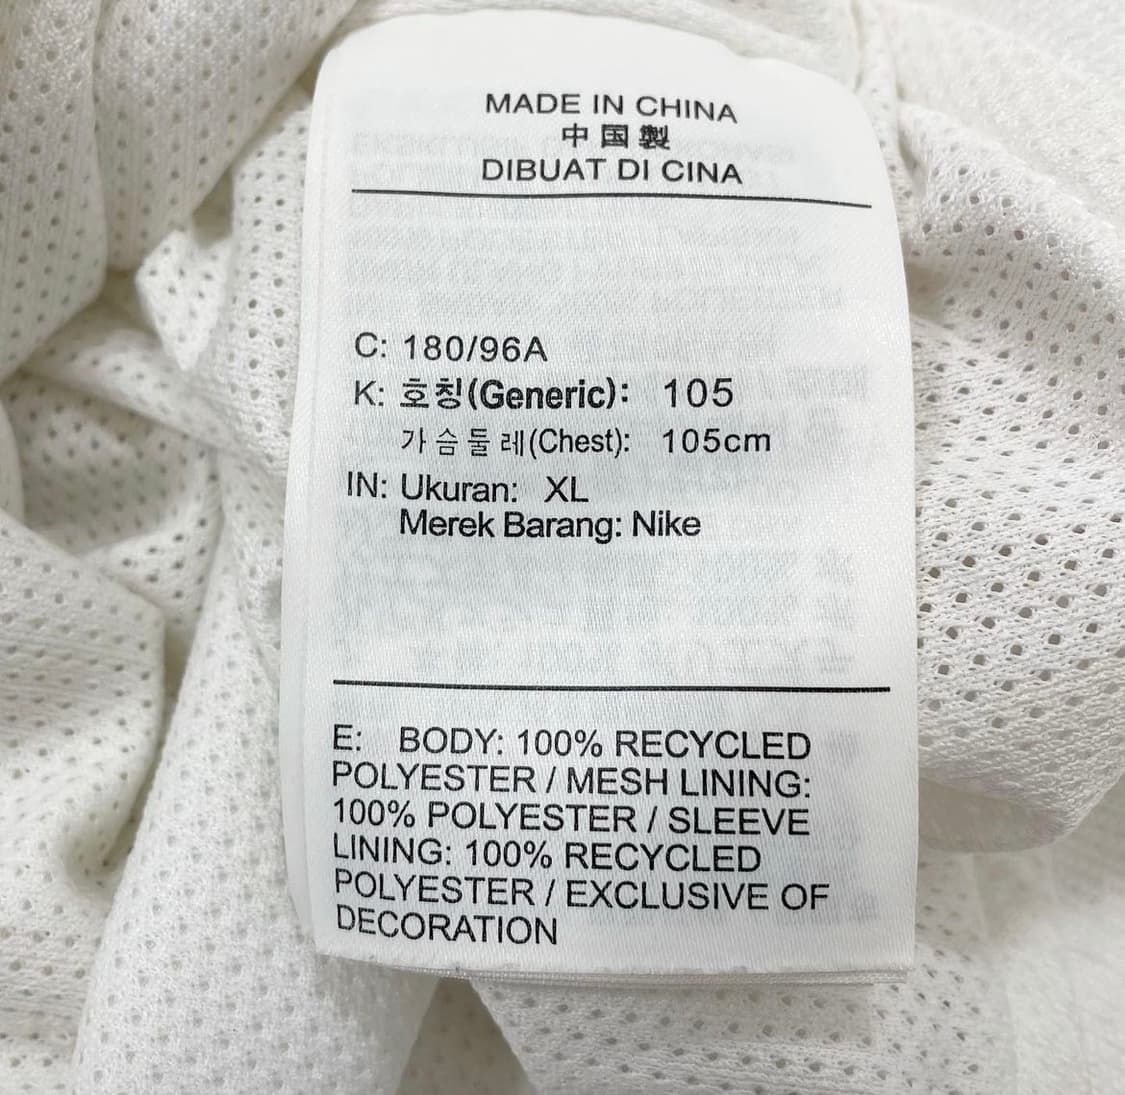 MADE IN CHINA
中国製
DIBUAT DI CINA
C: 180/96A
K: 호칭(Generic): 105
가슴둘레(Chest): 105cm
IN: Ukuran: XL
Merek Barang: Nike
E: BODY: 100% RECYCLED
POLYESTER / MESH LINING:
100% POLYESTER / SLEEVE
LINING: 100% RECYCLED
POLYESTER / EXCLUSIVE OF
DECORATION